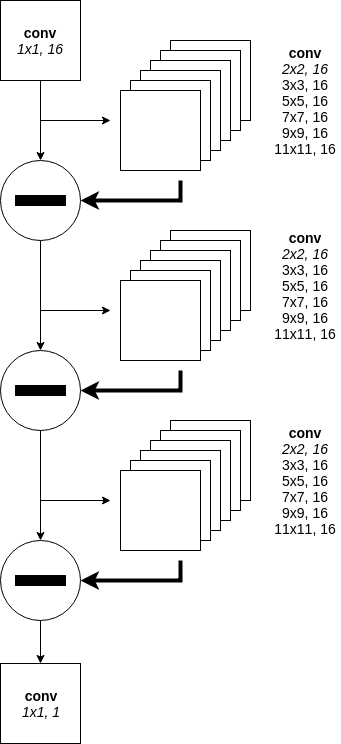 conv
1x1, 16
conv
2x2, 16
3x3, 16
5x5, 16
7x7, 16
9x9, 16
11x11, 16
conv
2x2, 16
3x3, 16
5x5, 16
7x7, 16
9x9, 16
11x11, 16
conv
2x2, 16
3x3, 16
5x5, 16
7x7, 16
9x9, 16
11x11, 16
conv
1x1, 1